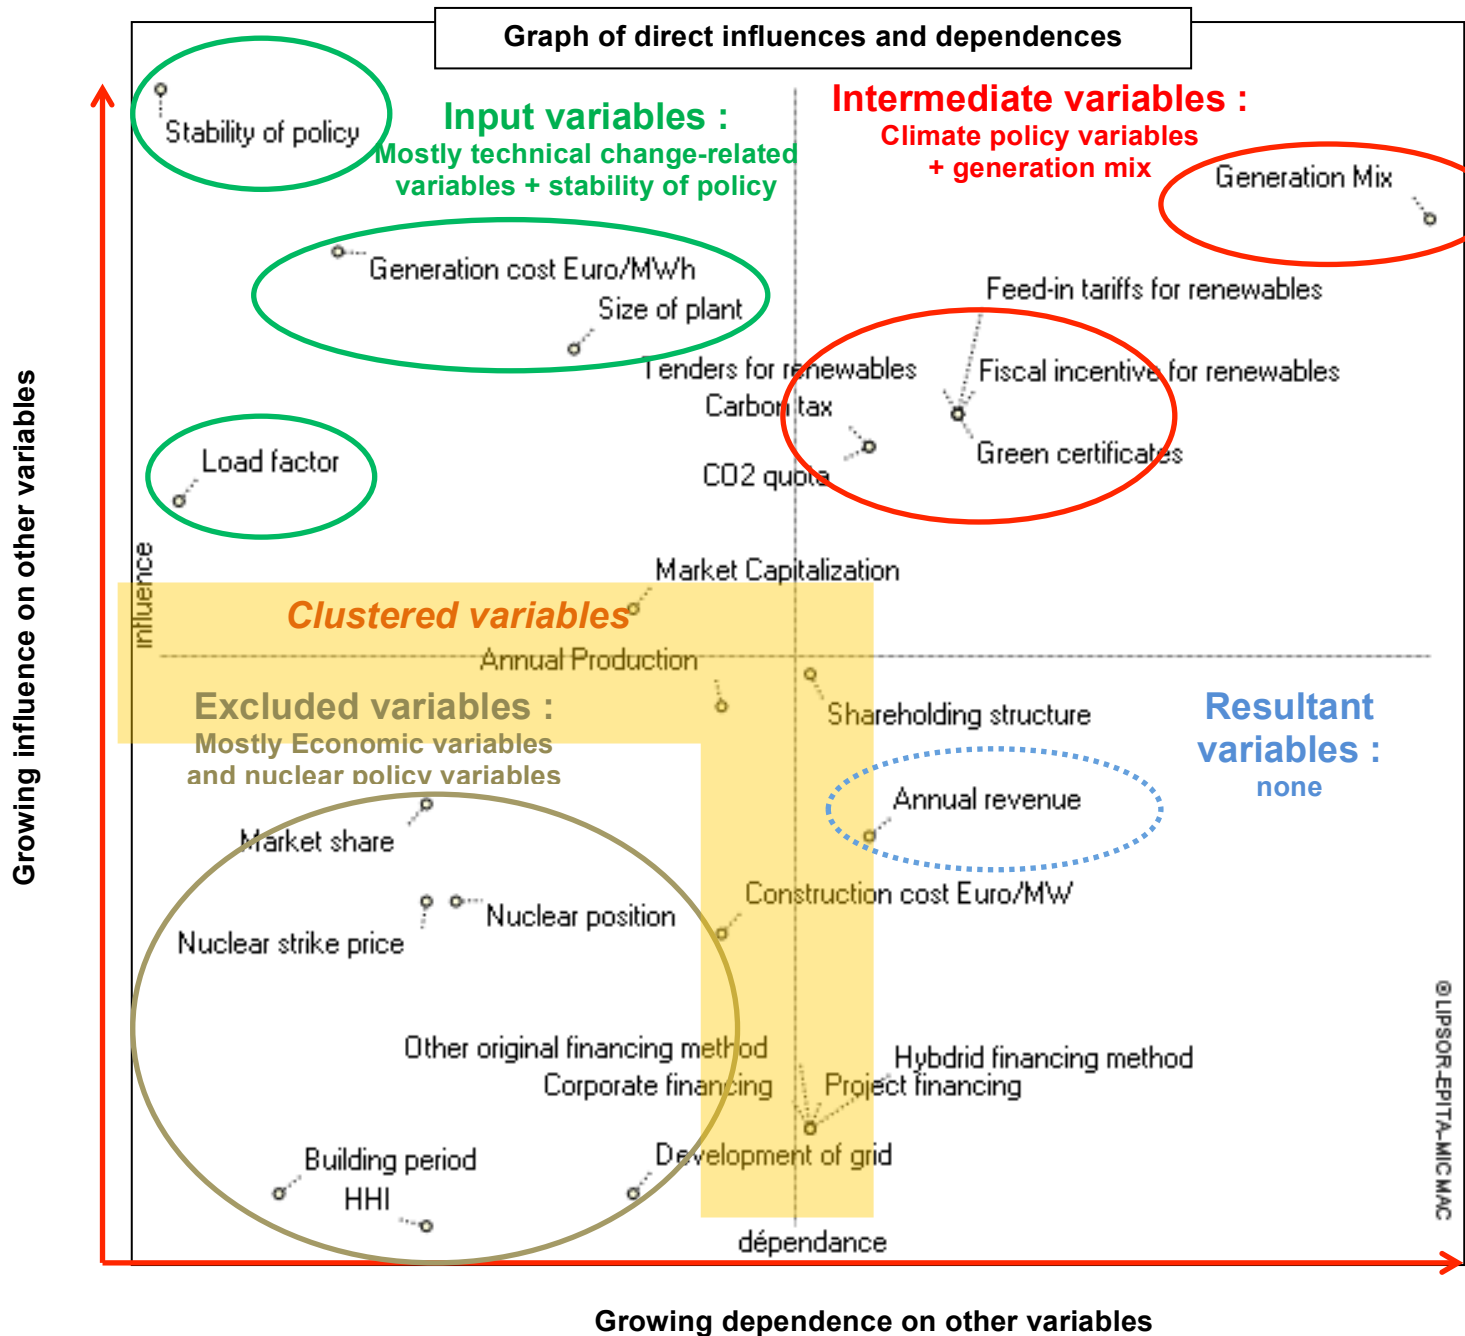 Graph of direct influences and dependences
Stability of policy
Input variables :
Mostly technical change-related
variables + stability of policy
Intermediate variables :
Climate policy variables
+ generation mix
Generation Mix
Generation cost Euro/MWh
Size of plant
Feed-in tariffs for renewables
Tenders for renewables
Fiscal incentive for renewables
Carbon tax
Green certificates
CO2 quota
Load factor
influence
Growing influence on other variables
Market Capitalization
Clustered variables
Annual Production
Shareholding structure
Excluded variables :
Mostly Economic variables
and nuclear policy variables
Resultant
variables :
none
Annual revenue
Market share
Construction cost Euro/MW
Nuclear position
Nuclear strike price
Other original financing method
Hybdrid financing method
Corporate financing
Project financing
Building period
Development of grid
HHI
dépendance
©LIPSOR-EPITA-MICMAC
Growing dependence on other variables